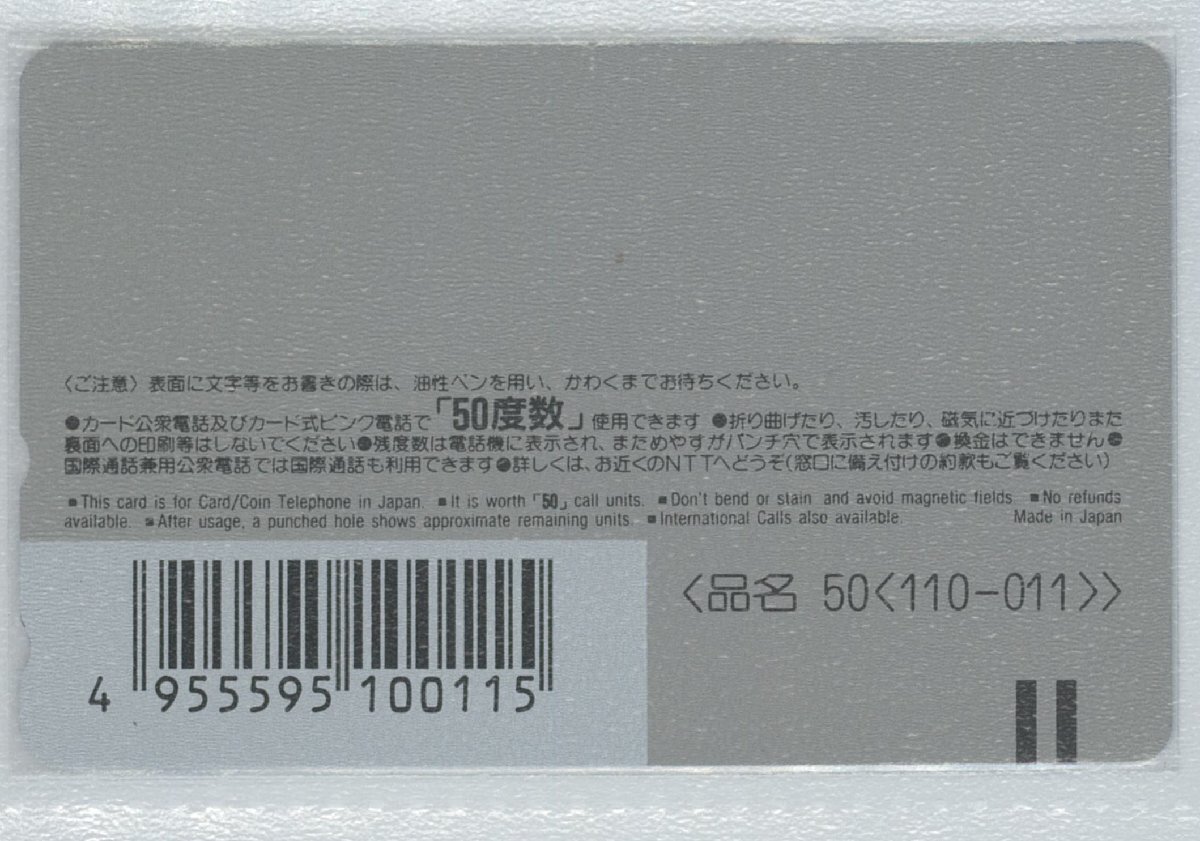 〈ご注意〉表面に文字等をお書きの際は、油性ペンを用い、かわくまでお待ちください。
●カード公衆電話及びカード式ピンク電話で「50度数」使用できます ●折り曲げたり、汚したり、磁気に近づけたりまた
裏面への印刷等はしないでください●残度数は電話機に表示され、まためやすがパンチ穴で表示されます●換金はできません●
国際通話兼用公衆電話では国際通話も利用できます●詳しくは、お近くのNTTへどうぞ(窓口に備え付けの約款もご覧ください)
■This card is for Card/Coin Telephone in Japan. ■It is worth「50」call units. ■Don't bend or stain and avoid magnetic fields ■No refunds
available. ■After usage, a punched hole shows approximate remaining units ■International Calls also available. Made in Japan
<品名 50<110-011>>
4 955595 100115